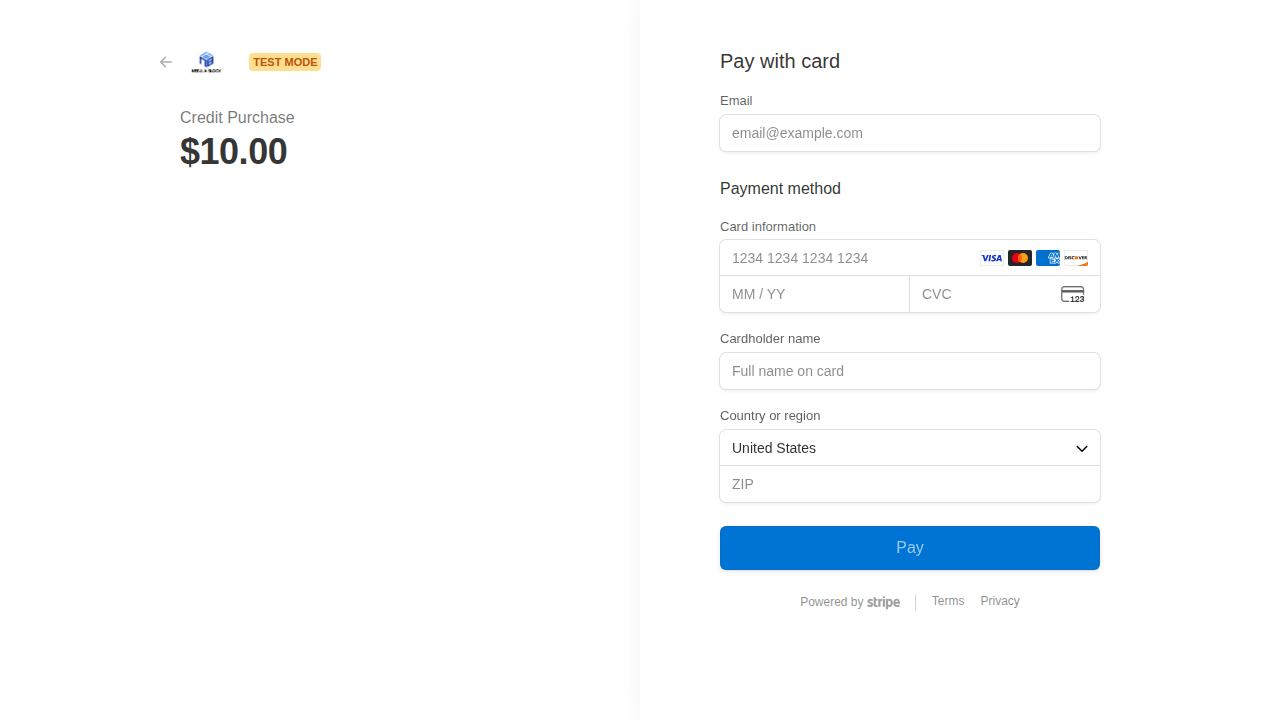 TEST MODE
Credit Purchase
$10.00
Pay with card
Email
email@example.com
Payment method
Card information
1234 1234 1234 1234
VISA
AM EX
DISCOVER
MM / YY
CVC
123
Cardholder name
Full name on card
Country or region
United States
ZIP
Pay
Powered by stripe
Terms
Privacy